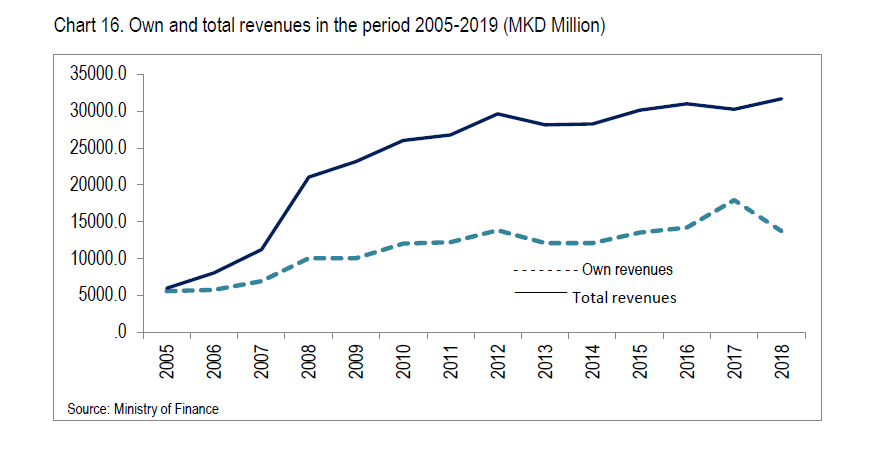 Chart 16. Own and total revenues in the period 2005-2019 (MKD Million)
35000.0
30000.0
25000.0
20000.0
15000.0
10000.0
5000.0
.0
Own revenues
Total revenues
2005 2006 2007 2008 2009 2010 2011 2012 2013 2014 2015 2016 2017 2018
Source: Ministry of Finance